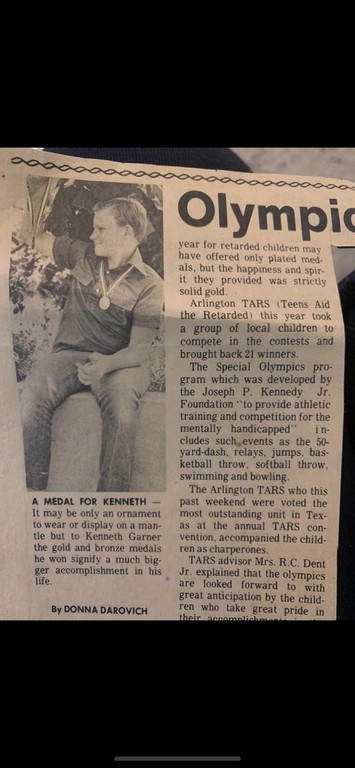 Olympic
A MEDAL FOR KENNETH —
It may be only an ornament
to wear or display on a man-
tle but to Kenneth Garner
the gold and bronze medals
he won signify a much big-
ger accomplishment in his
life.
By DONNA DAROVICH
year for retarded children may
have offered only plated med-
als, but the happiness and spir-
it they provided was strictly
solid gold.
Arlington TARS (Teens Aid
the Retarded) this year took
a group of local children to
compete in the contests and
brought back 21 winners.
The Special Olympics pro-
gram which was developed by
the Joseph P. Kennedy Jr.
Foundation "to provide athletic
training and competition for the
mentally handicapped" in-
cludes such events as the 50-
yard-dash, relays, jumps, bas-
ketball throw, softball throw,
swimming and bowling.
The Arlington TARS who this
past weekend were voted the
most outstanding unit in Tex-
as at the annual TARS con-
vention, accompanied the child-
ren as charperones.
TARS advisor Mrs. R.C. Dent
Jr. explained that the olympics
are looked forward to with
great anticipation by the child-
ren who take great pride in
their accomplishments